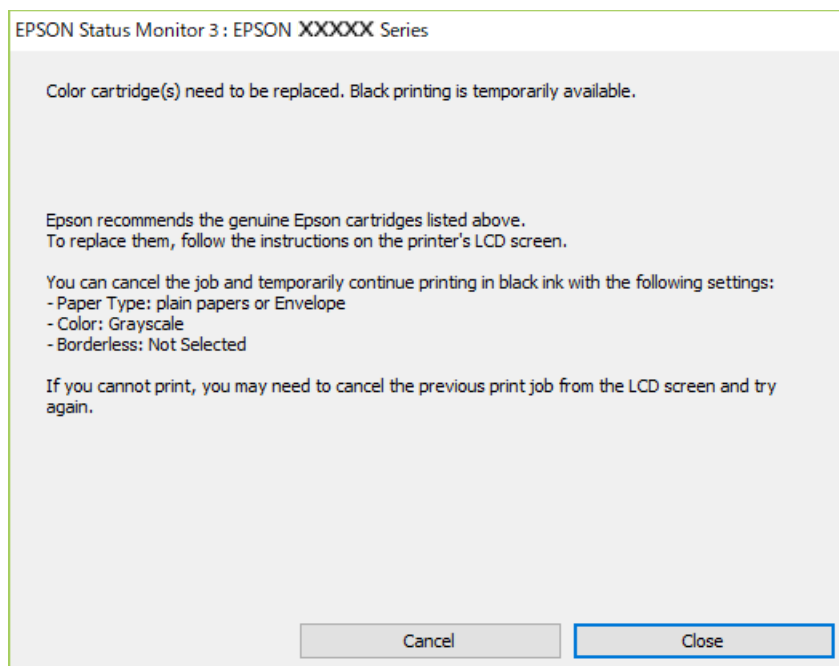 EPSON Status Monitor 3 : EPSON XXXXX Series
Color cartridge(s) need to be replaced. Black printing is temporarily available.
Epson recommends the genuine Epson cartridges listed above.
To replace them, follow the instructions on the printer's LCD screen.
You can cancel the job and temporarily continue printing in black ink with the following settings:
- Paper Type: plain papers or Envelope
- Color: Grayscale
- Borderless: Not Selected
If you cannot print, you may need to cancel the previous print job from the LCD screen and try
again.
Cancel
Close